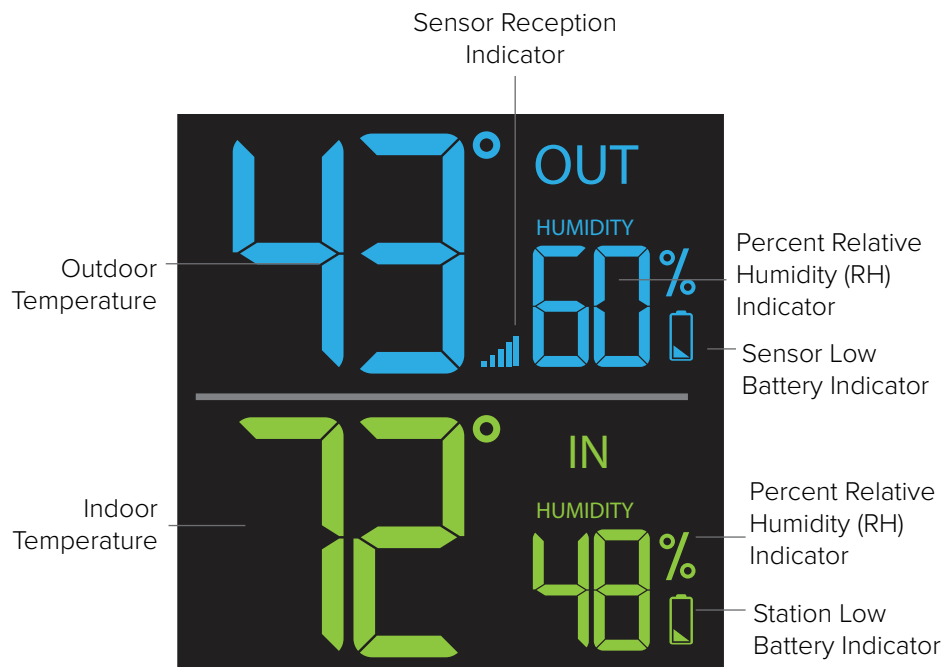 Sensor Reception
Indicator
43°
OUT
HUMIDITY
60%
Outdoor
Temperature
Percent Relative
Humidity (RH)
Indicator
Sensor Low
Battery Indicator
72°
IN
HUMIDITY
48%
Indoor
Temperature
Percent Relative
Humidity (RH)
Indicator
Station Low
Battery Indicator